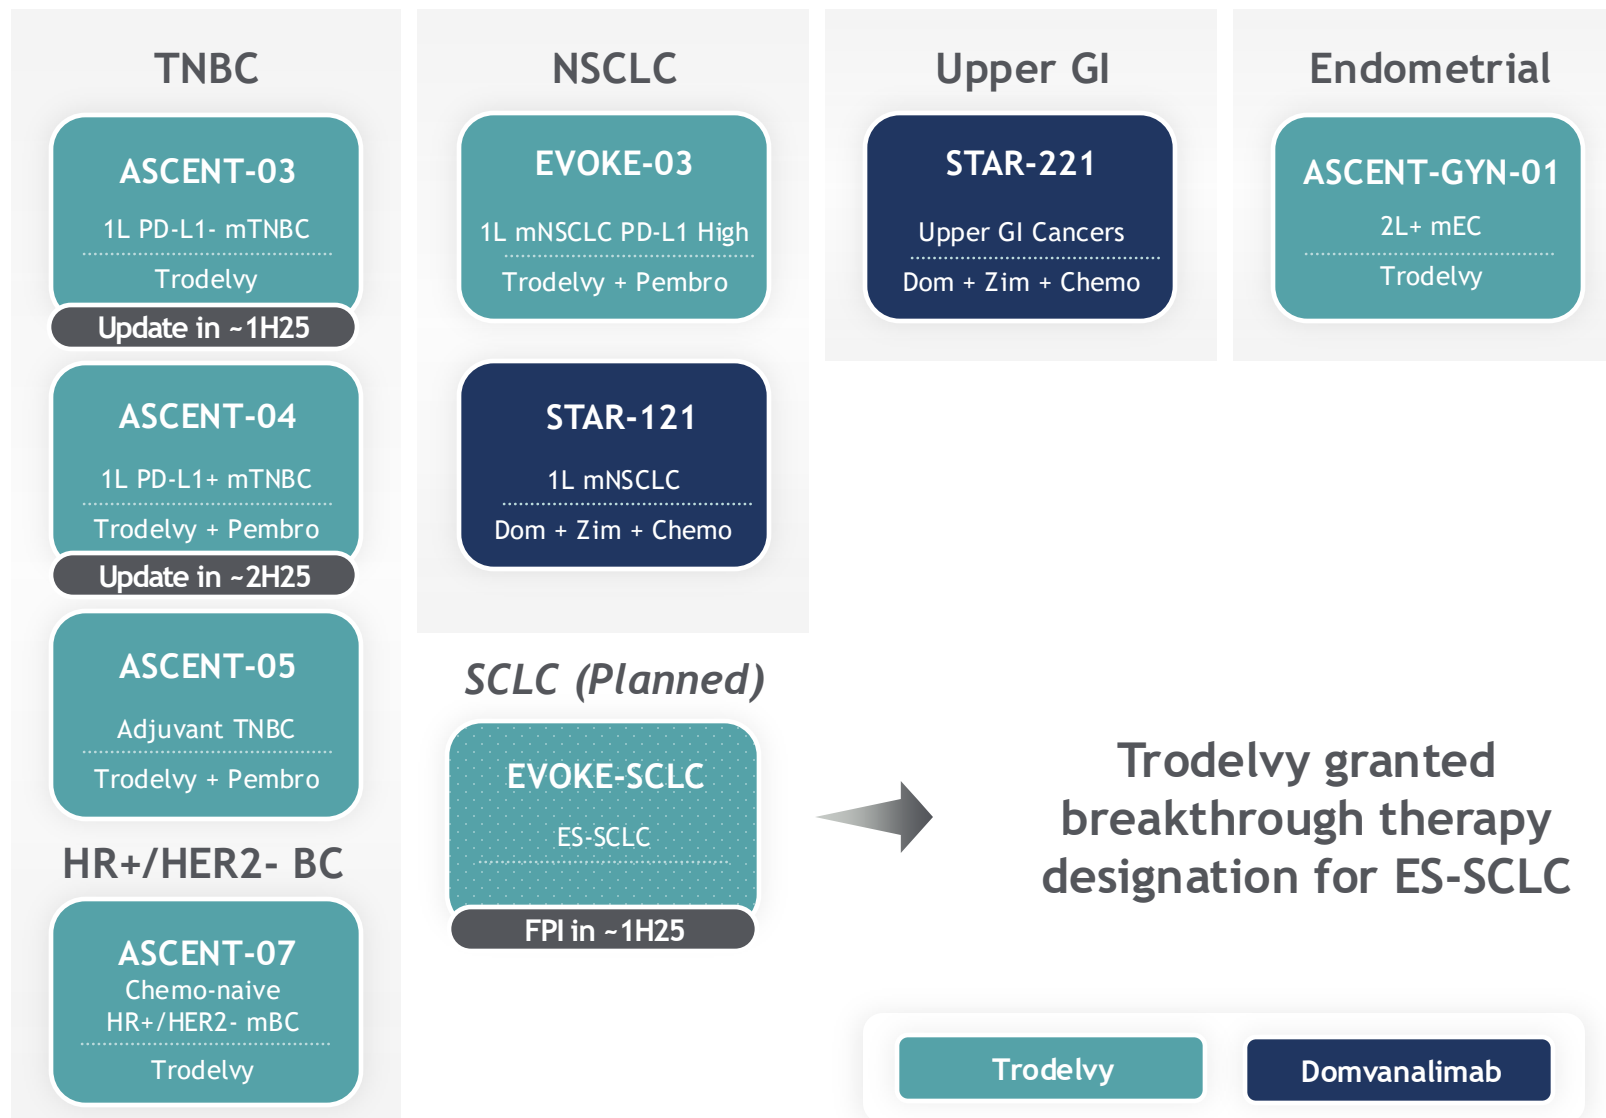 TNBC
ASCENT-03
1L PD-L1- mTNBC
Trodelvy
Update in ~1H25
ASCENT-04
1L PD-L1+ mTNBC
Trodelvy + Pembro
Update in ~2H25
ASCENT-05
Adjuvant TNBC
Trodelvy + Pembro
HR+/HER2- BC
ASCENT-07
Chemo-naive
HR+/HER2- mBC
Trodelvy
NSCLC
EVOKE-03
1L mNSCLC PD-L1 High
Trodelvy + Pembro
STAR-121
1L mNSCLC
Dom + Zim + Chemo
SCLC (Planned)
EVOKE-SCLC
ES-SCLC
FPI in ~1H25
Upper GI
STAR-221
Upper GI Cancers
Dom + Zim + Chemo
Endometrial
ASCENT-GYN-01
2L+ mEC
Trodelvy
Trodelvy granted
breakthrough therapy
designation for ES-SCLC
Trodelvy
Domvanalimab